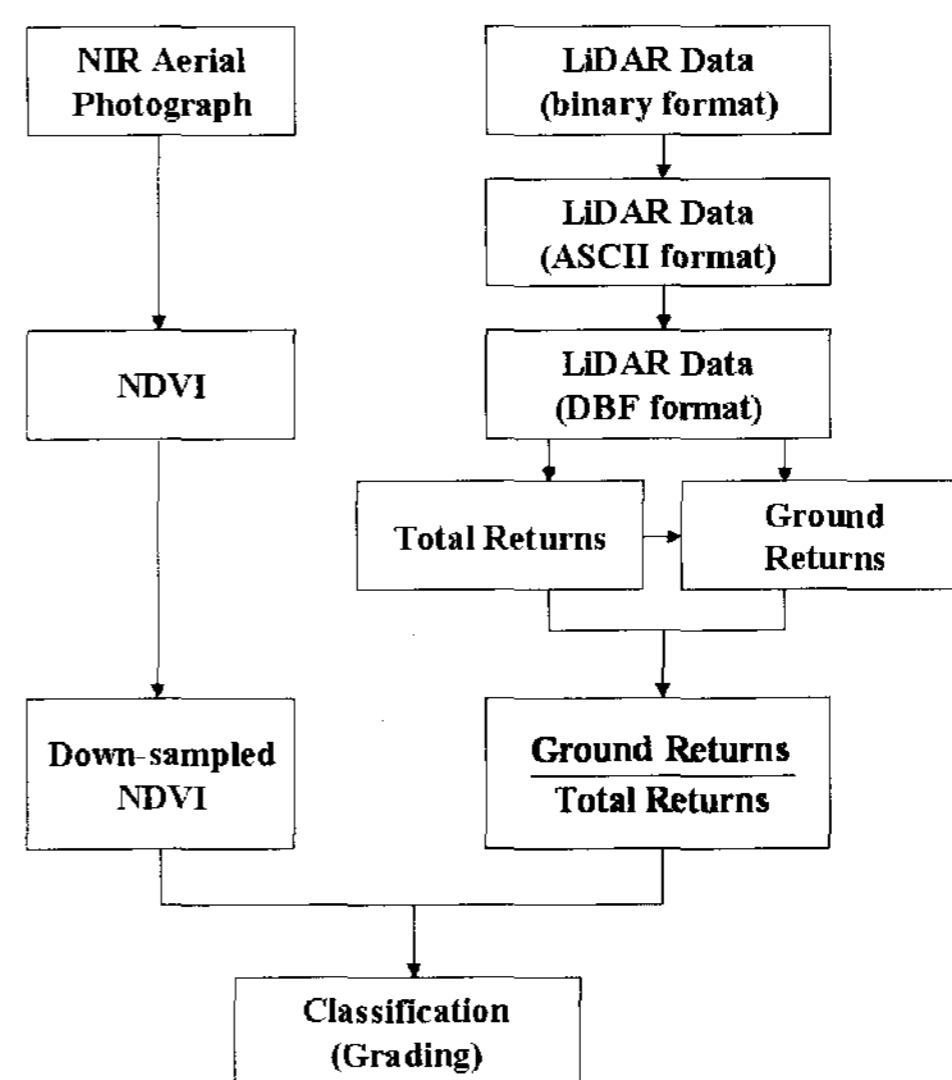 NIR Aerial
Photograph
LiDAR Data
(binary format)
LiDAR Data
(ASCII format)
NDVI
LiDAR Data
(DBF format)
Total Returns
Ground
Returns
Down-sampled
NDVI
Ground Returns
Total Returns
Classification
(Grading)